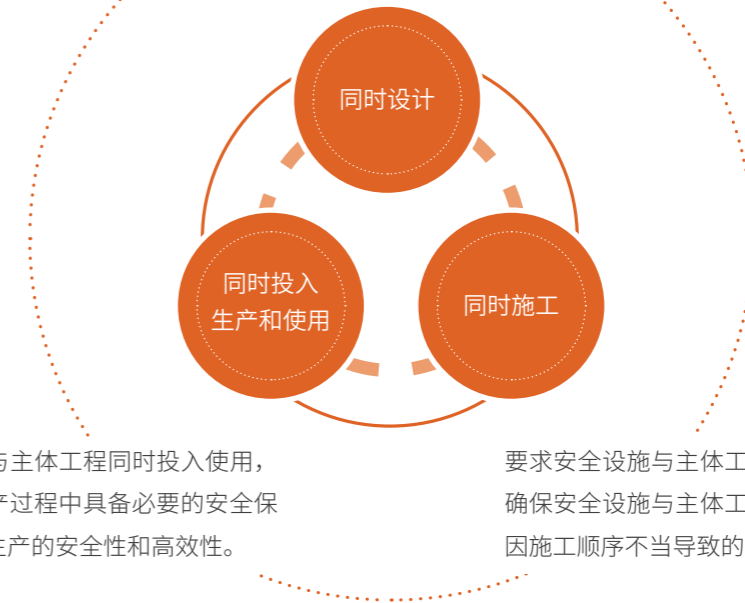 同时设计
同时投入
生产和使用
同时施工
与主体工程同时投入使用，
产过程中具备必要的安全保
生产的安全性和高效性。
要求安全设施与主体工
确保安全设施与主体工
因施工顺序不当导致的